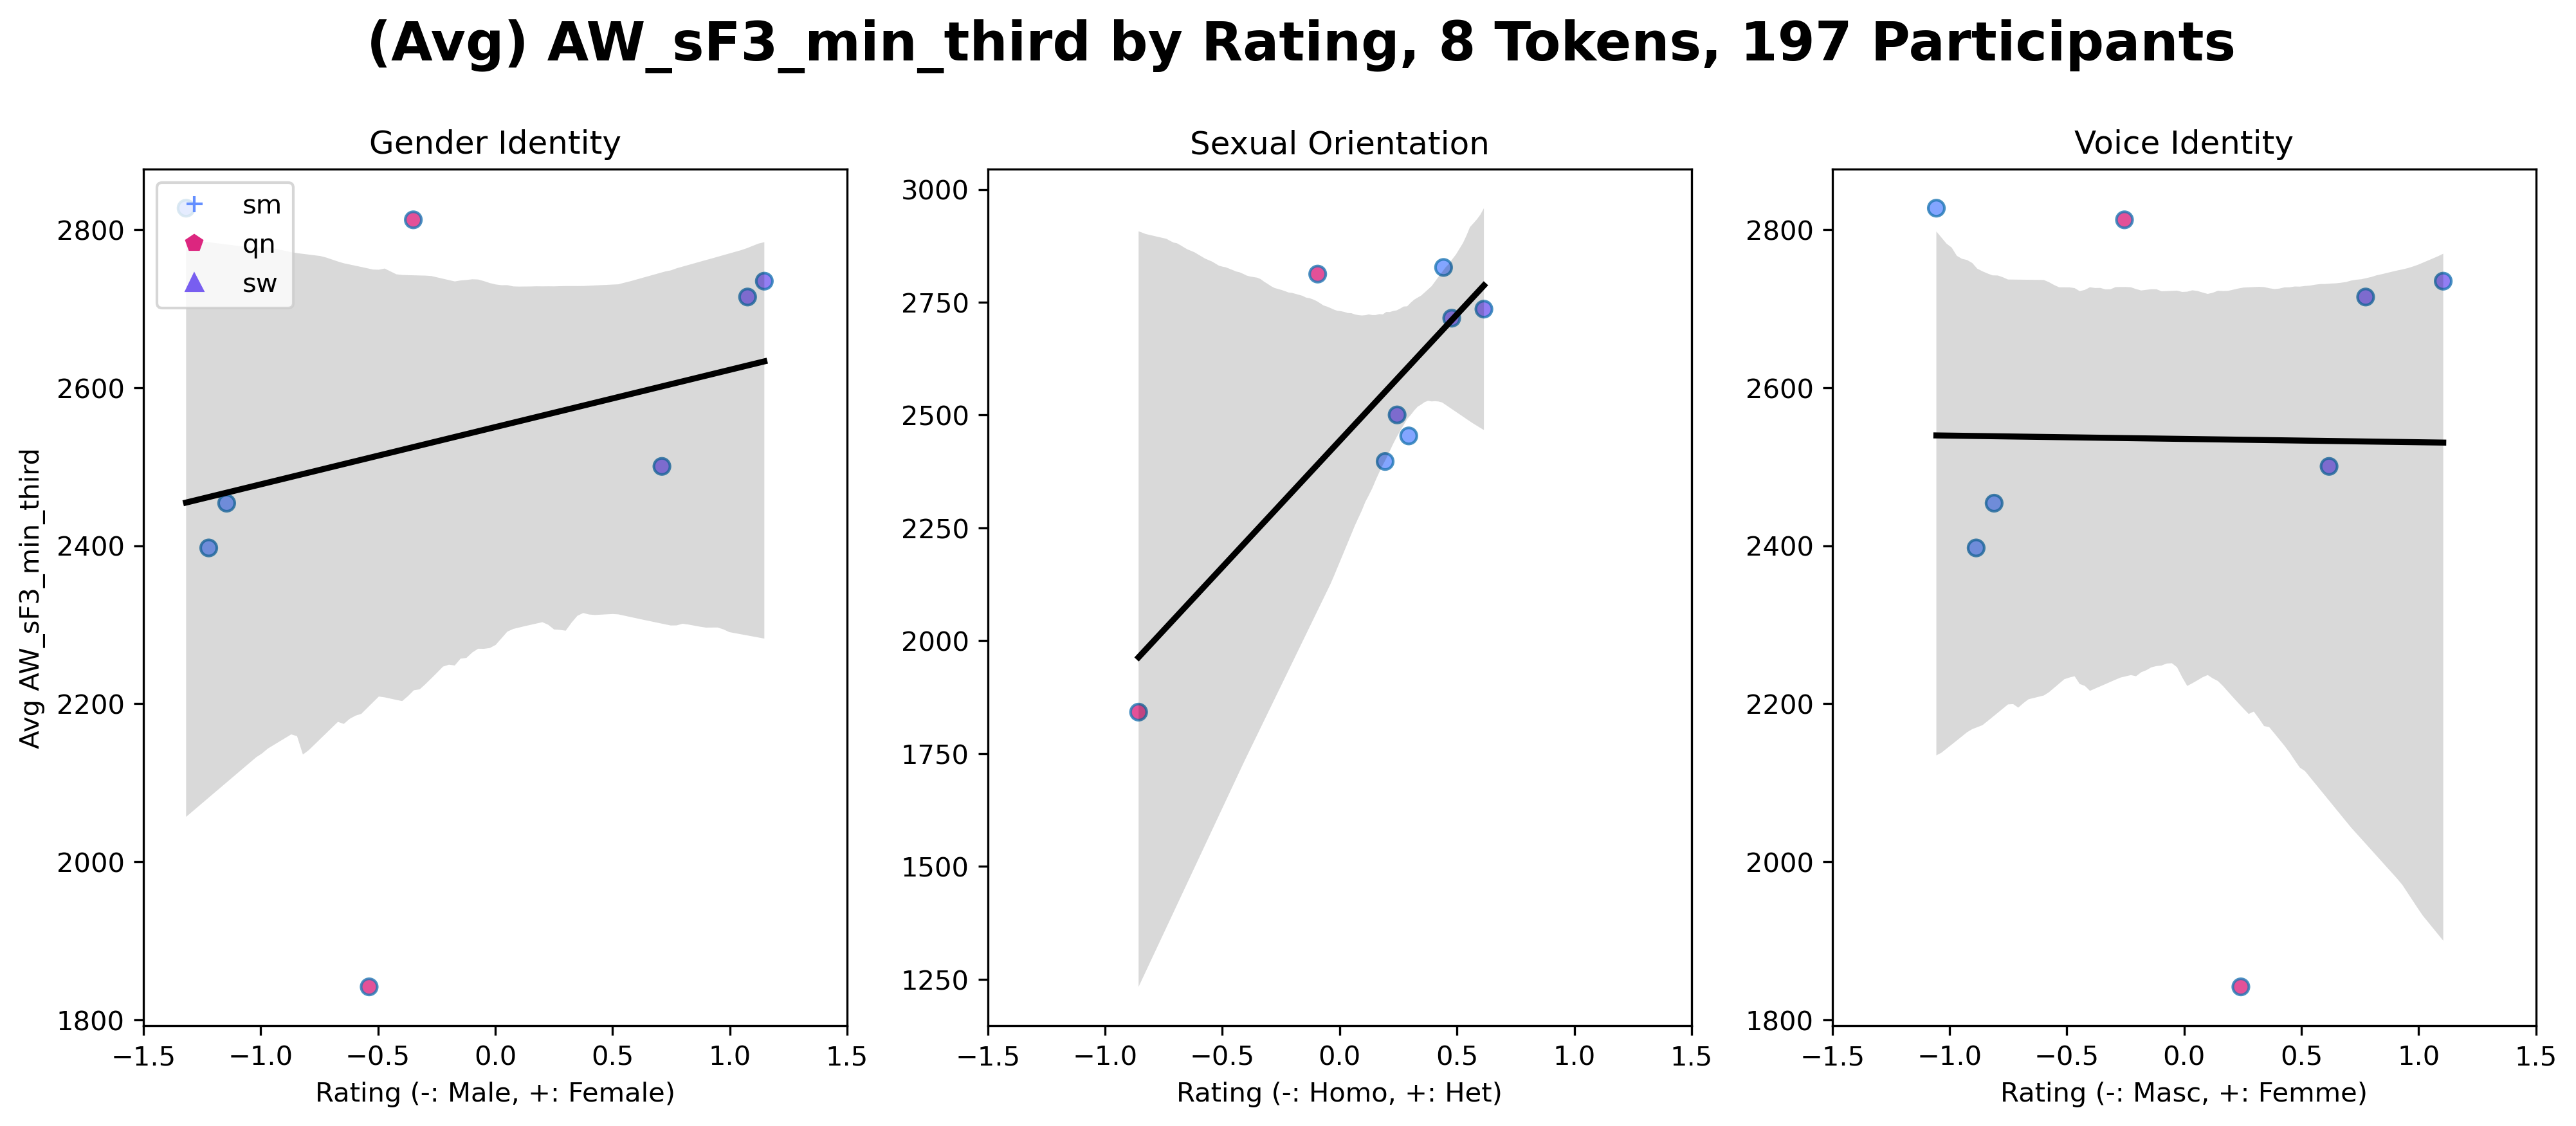 (Avg) AW_sF3_min_third by Rating, 8 Tokens, 197 Participants
Gender Identity
sm
qn
sw
2800
2600
2400
2200
2000
1800
Avg AW_sF3_min_third
−1.5 −1.0 −0.5 0.0 0.5 1.0 1.5
Rating (-: Male, +: Female)
Sexual Orientation
3000
2750
2500
2250
2000
1750
1500
1250
−1.5 −1.0 −0.5 0.0 0.5 1.0 1.5
Rating (-: Homo, +: Het)
Voice Identity
2800
2600
2400
2200
2000
1800
−1.5 −1.0 −0.5 0.0 0.5 1.0 1.5
Rating (-: Masc, +: Femme)